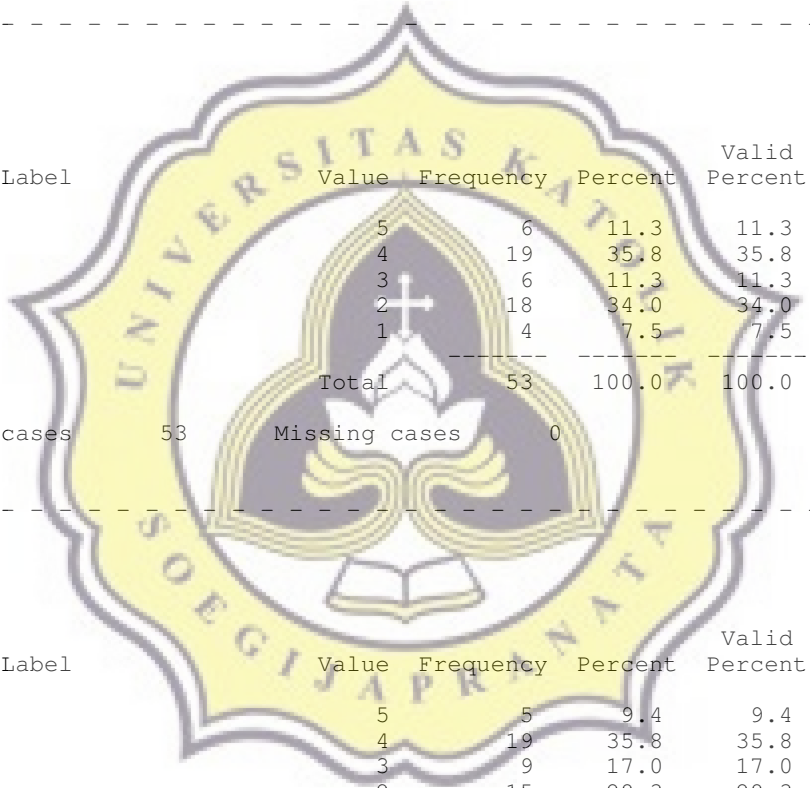 - - - - - - - - - - - - - - - - - - - - - - - - - - - - - - - - - - -
UNIVERSITAS KATOLIK
Valid
Label Value Frequency Percent Percent
5 6 11.3 11.3
4 19 35.8 35.8
3 6 11.3 11.3
2 18 34.0 34.0
1 4 7.5 7.5
------- ------- -------
Total 53 100.0 100.0
cases 53 Missing cases 0
- - - - - - - - - - - - - - - - - - - - - - - - - - - - - - - - - - -
SOEGIJAPRANATA
Valid
Label Value Frequency Percent Percent
5 5 9.4 9.4
4 19 35.8 35.8
3 9 17.0 17.0